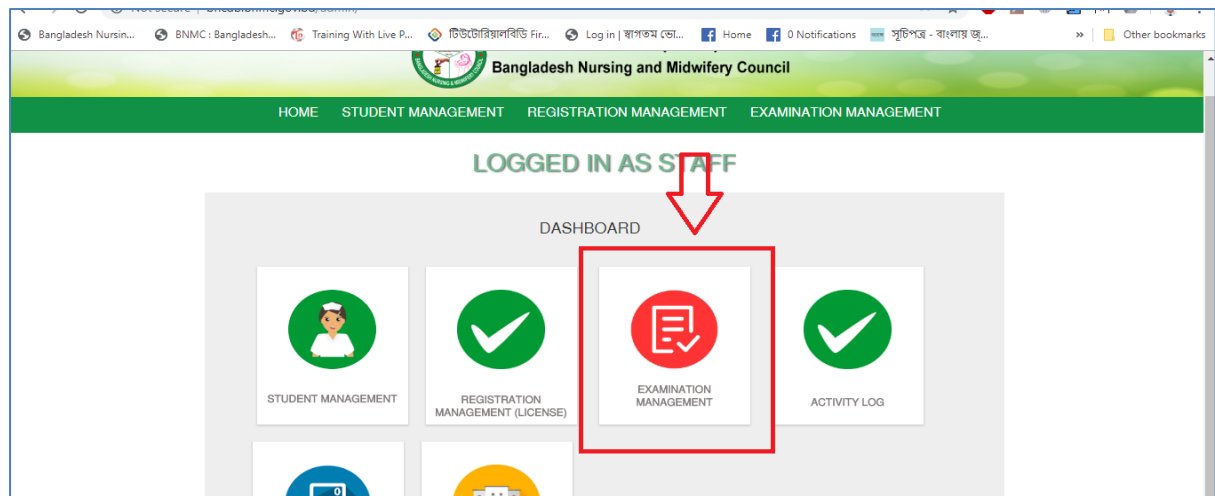 Not secure
Bangladesh Nursin... BNMC : Bangladesh... Training With Live P... টিউটোরিয়ালবিডি Fir... Log in | স্বাগতম ভো... Home 0 Notifications সূচিপত্র - বাংলায় জ্... » Other bookmarks
Bangladesh Nursing and Midwifery Council
HOME STUDENT MANAGEMENT REGISTRATION MANAGEMENT EXAMINATION MANAGEMENT
LOGGED IN AS STAFF
DASHBOARD
STUDENT MANAGEMENT
REGISTRATION
MANAGEMENT (LICENSE)
EXAMINATION
MANAGEMENT
ACTIVITY LOG